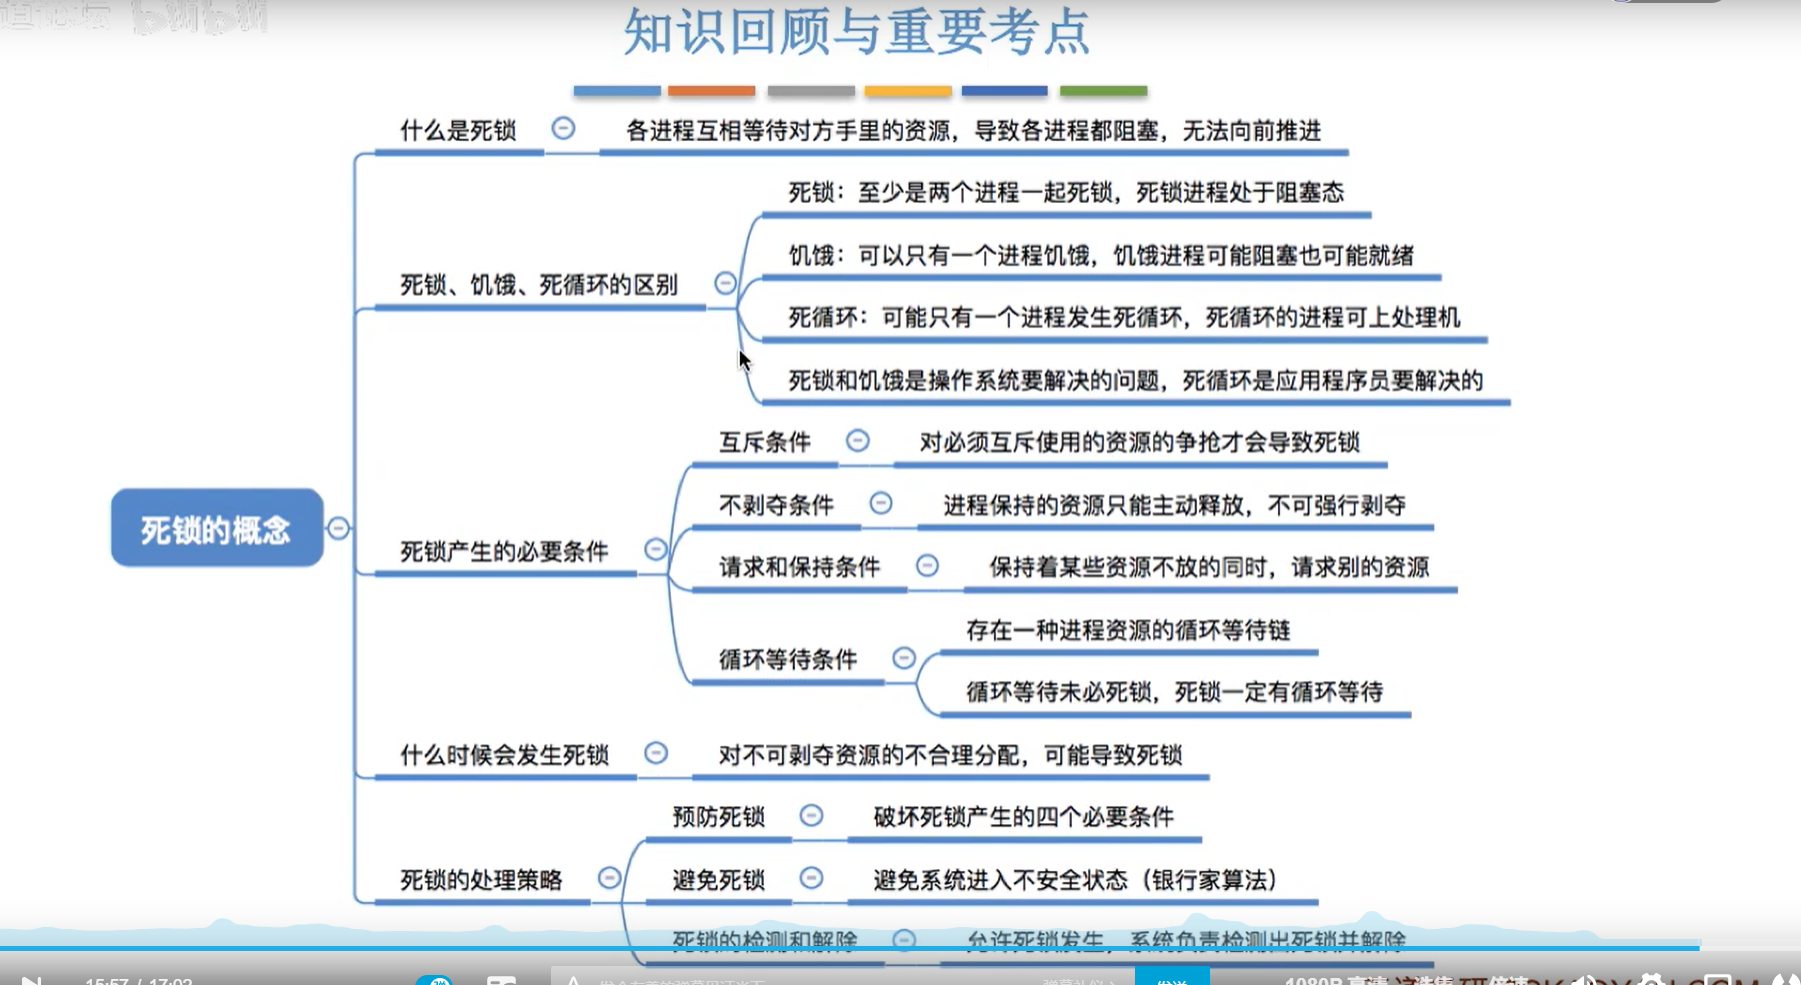 bilibili
知识回顾与重要考点
什么是死锁
各进程互相等待对方手里的资源，导致各进程都阻塞，无法向前推进
死锁、饥饿、死循环的区别
死锁：至少是两个进程一起死锁，死锁进程处于阻塞态
饥饿：可以只有一个进程饥饿，饥饿进程可能阻塞也可能就绪
死循环：可能只有一个进程发生死循环，死循环的进程可上处理机
死锁和饥饿是操作系统要解决的问题，死循环是应用程序员要解决的
死锁的概念
死锁产生的必要条件
互斥条件
对必须互斥使用的资源的争抢才会导致死锁
不剥夺条件
进程保持的资源只能主动释放，不可强行剥夺
请求和保持条件
保持着某些资源不放的同时，请求别的资源
循环等待条件
存在一种进程资源的循环等待链
循环等待未必死锁，死锁一定有循环等待
什么时候会发生死锁
对不可剥夺资源的不合理分配，可能导致死锁
死锁的处理策略
预防死锁
破坏死锁产生的四个必要条件
避免死锁
避免系统进入不安全状态（银行家算法）
死锁的检测和解除
允许死锁发生，系统负责检测出死锁并解除
15:57 / 17:02
发送
1080P 高清
选集
倍速